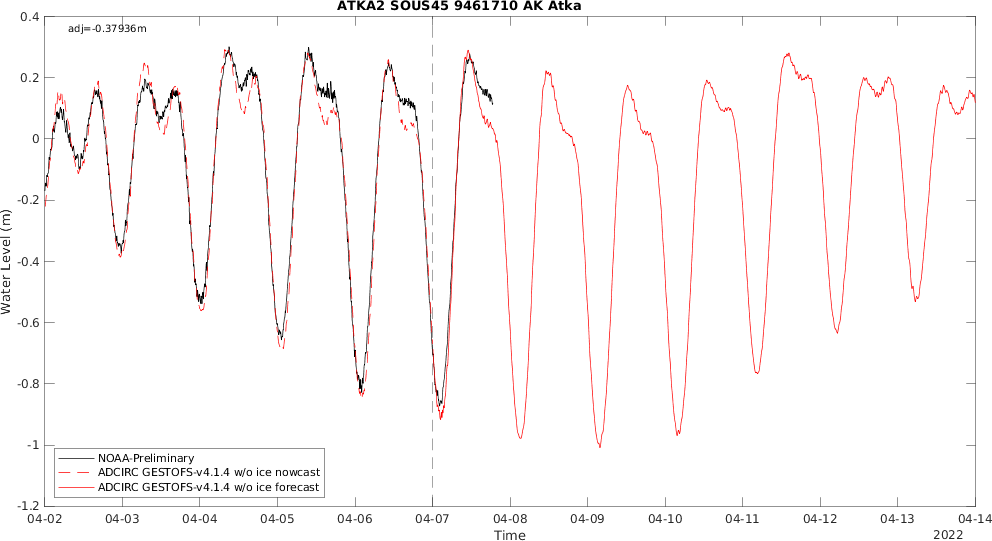 ATKA2 SOUS45 9461710 AK Atka
adj=-0.37936m
0.4
0.2
0
-0.2
-0.4
-0.6
-0.8
-1
-1.2
Water Level (m)
NOAA-Preliminary
ADCIRC GESTOFS-v4.1.4 w/o ice nowcast
ADCIRC GESTOFS-v4.1.4 w/o ice forecast
04-02 04-03 04-04 04-05 04-06 04-07 04-08 04-09 04-10 04-11 04-12 04-13 04-14
Time
2022